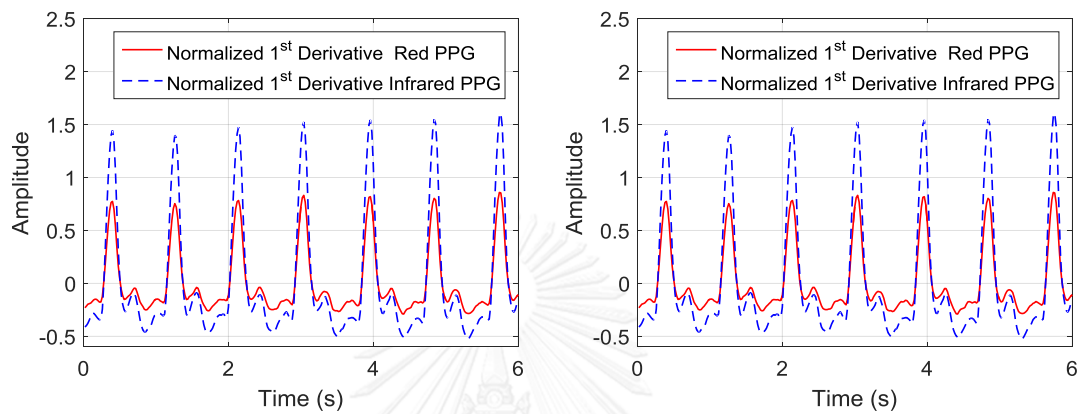 2.5
2
1.5
1
0.5
0
-0.5
Amplitude
Normalized 1st Derivative Red PPG
Normalized 1st Derivative Infrared PPG
0 2 4 6
Time (s)
2.5
2
1.5
1
0.5
0
-0.5
Amplitude
Normalized 1st Derivative Red PPG
Normalized 1st Derivative Infrared PPG
0 2 4 6
Time (s)